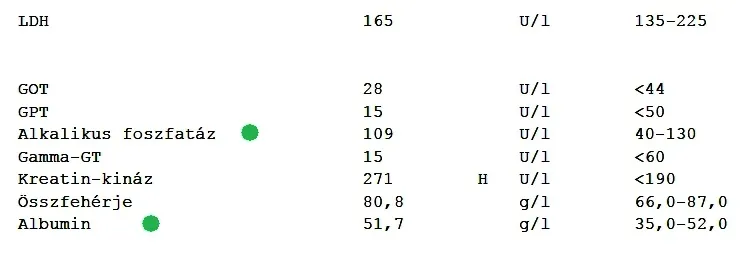 LDH 165 U/l 135-225
GOT 28 U/l <44
GPT 15 U/l <50
Alkalikus foszfatáz 109 U/l 40-130
Gamma-GT 15 U/l <60
Kreatin-kináz 271 H U/l <190
Összfehérje 80,8 g/l 66,0-87,0
Albumin 51,7 g/l 35,0-52,0